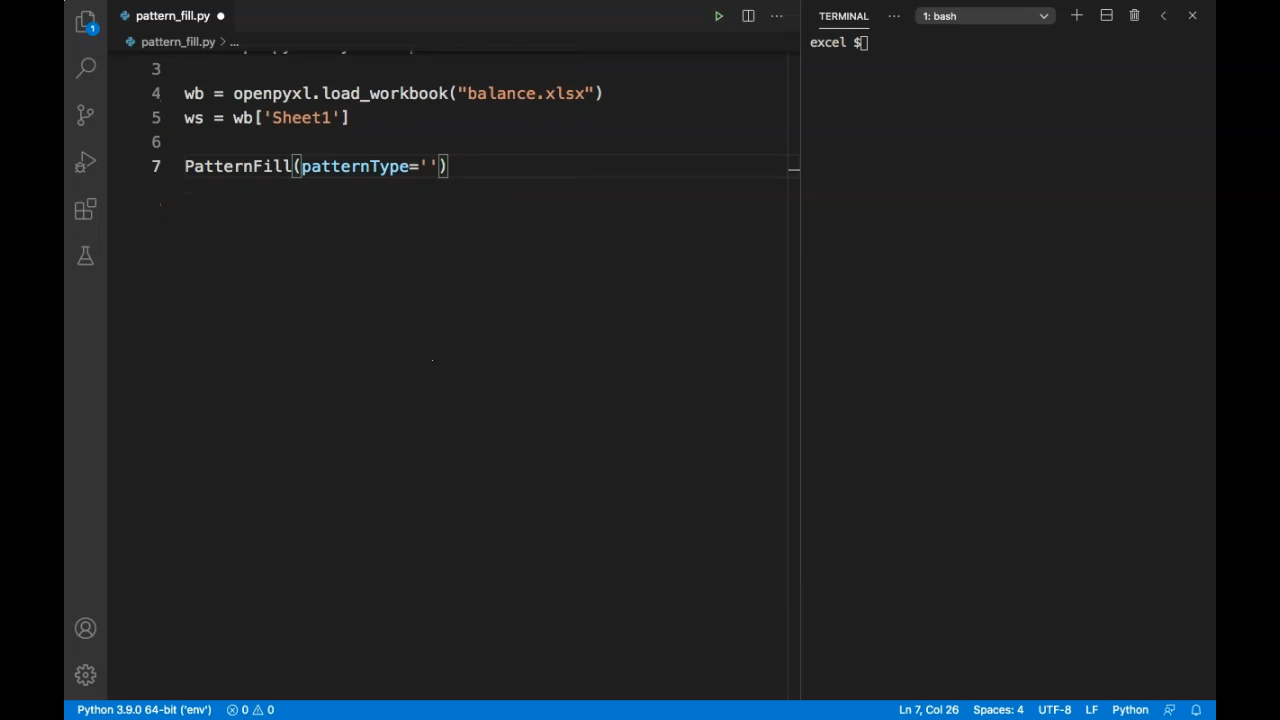 pattern_fill.py
TERMINAL
1: bash
1
pattern_fill.py > ...
excel $
3
4 wb = openpyxl.load_workbook("balance.xlsx")
5 ws = wb['Sheet1']
6
7 PatternFill(patternType='')
Python 3.9.0 64-bit ('env') 0 0
Ln 7, Col 26 Spaces: 4 UTF-8 LF Python